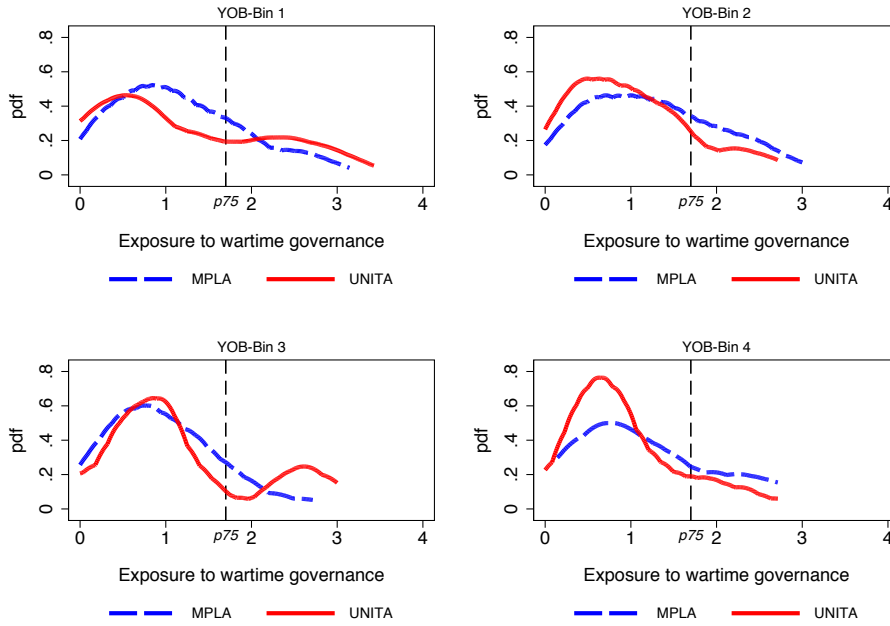 YOB-Bin 1
pdf
0 .2 .4 .6 .8
0 1 p75 2 3 4
Exposure to wartime governance
MPLA UNITA
YOB-Bin 2
pdf
0 .2 .4 .6 .8
0 1 p75 2 3 4
Exposure to wartime governance
MPLA UNITA
YOB-Bin 3
pdf
0 .2 .4 .6 .8
0 1 p75 2 3 4
Exposure to wartime governance
MPLA UNITA
YOB-Bin 4
pdf
0 .2 .4 .6 .8
0 1 p75 2 3 4
Exposure to wartime governance
MPLA UNITA